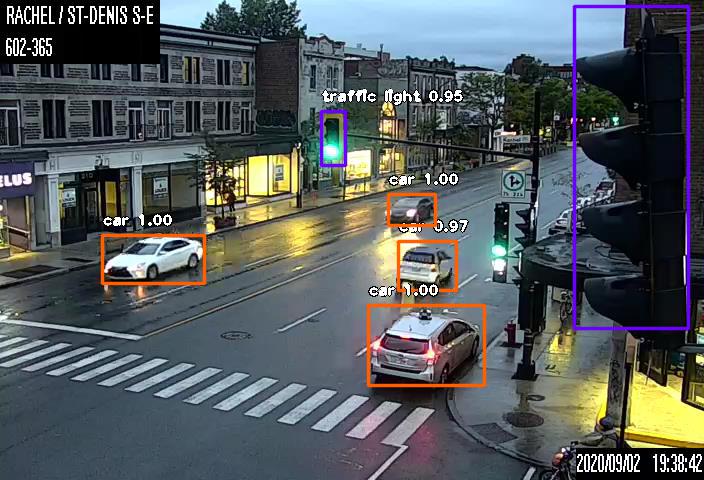 RACHEL / ST-DENIS S-E
602-365
traffic light 0.95
car 1.00
car 1.00
car 0.97
ELUS
car 1.00
2020/09/02 19:38:42